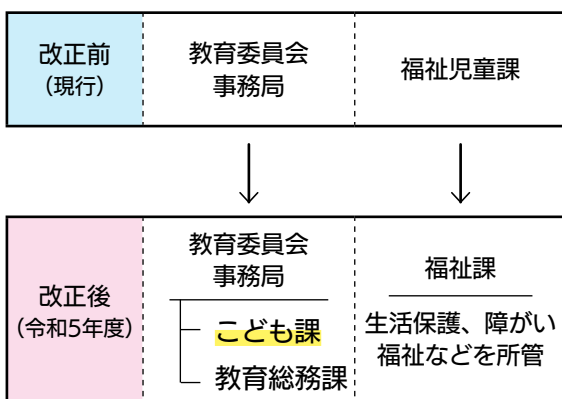 改正前
(現行)
教育委員会
事務局
福祉児童課
改正後
(令和5年度)
教育委員会
事務局
こども課
教育総務課
福祉課
生活保護、障がい
福祉などを所管